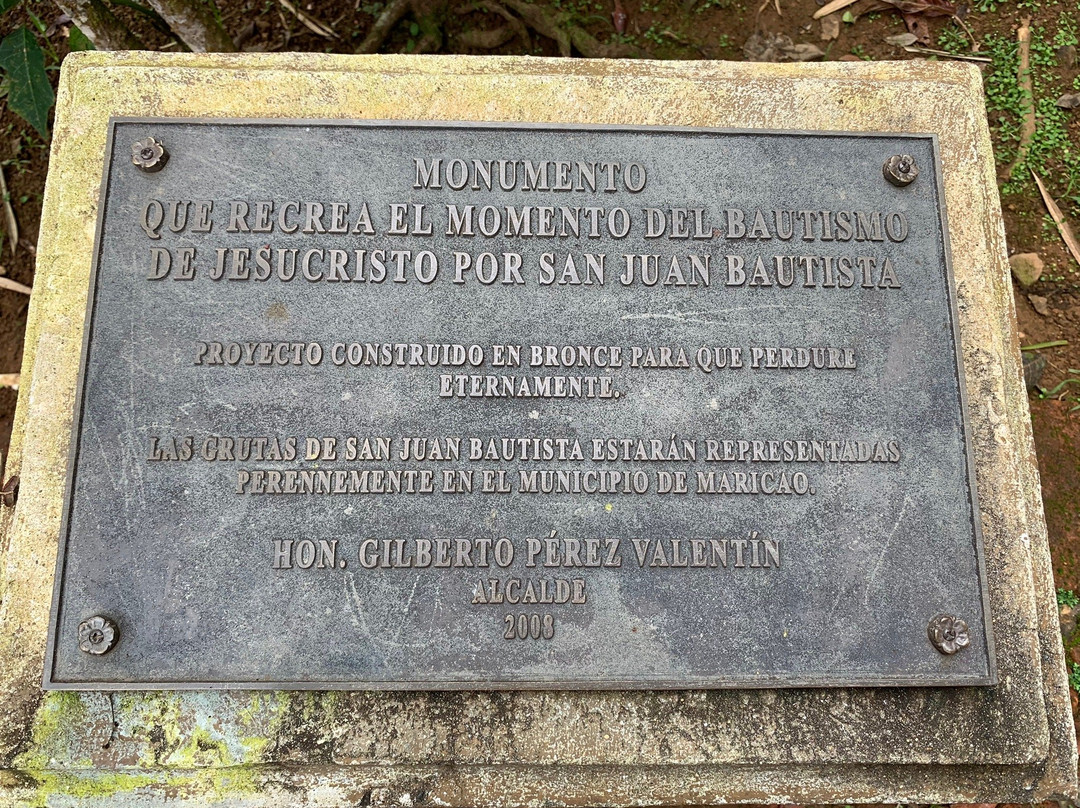 MONUMENTO
QUE RECREA EL MOMENTO DEL BAUTISMO
DE JESUCRISTO POR SAN JUAN BAUTISTA
PROYECTO CONSTRUIDO EN BRONCE PARA QUE PERDURE
ETERNAMENTE.
LAS GRUTAS DE SAN JUAN BAUTISTA ESTARÁN REPRESENTADAS
PERENNEMENTE EN EL MUNICIPIO DE MARICAO.
HON. GILBERTO PÉREZ VALENTÍN
ALCALDE
2008